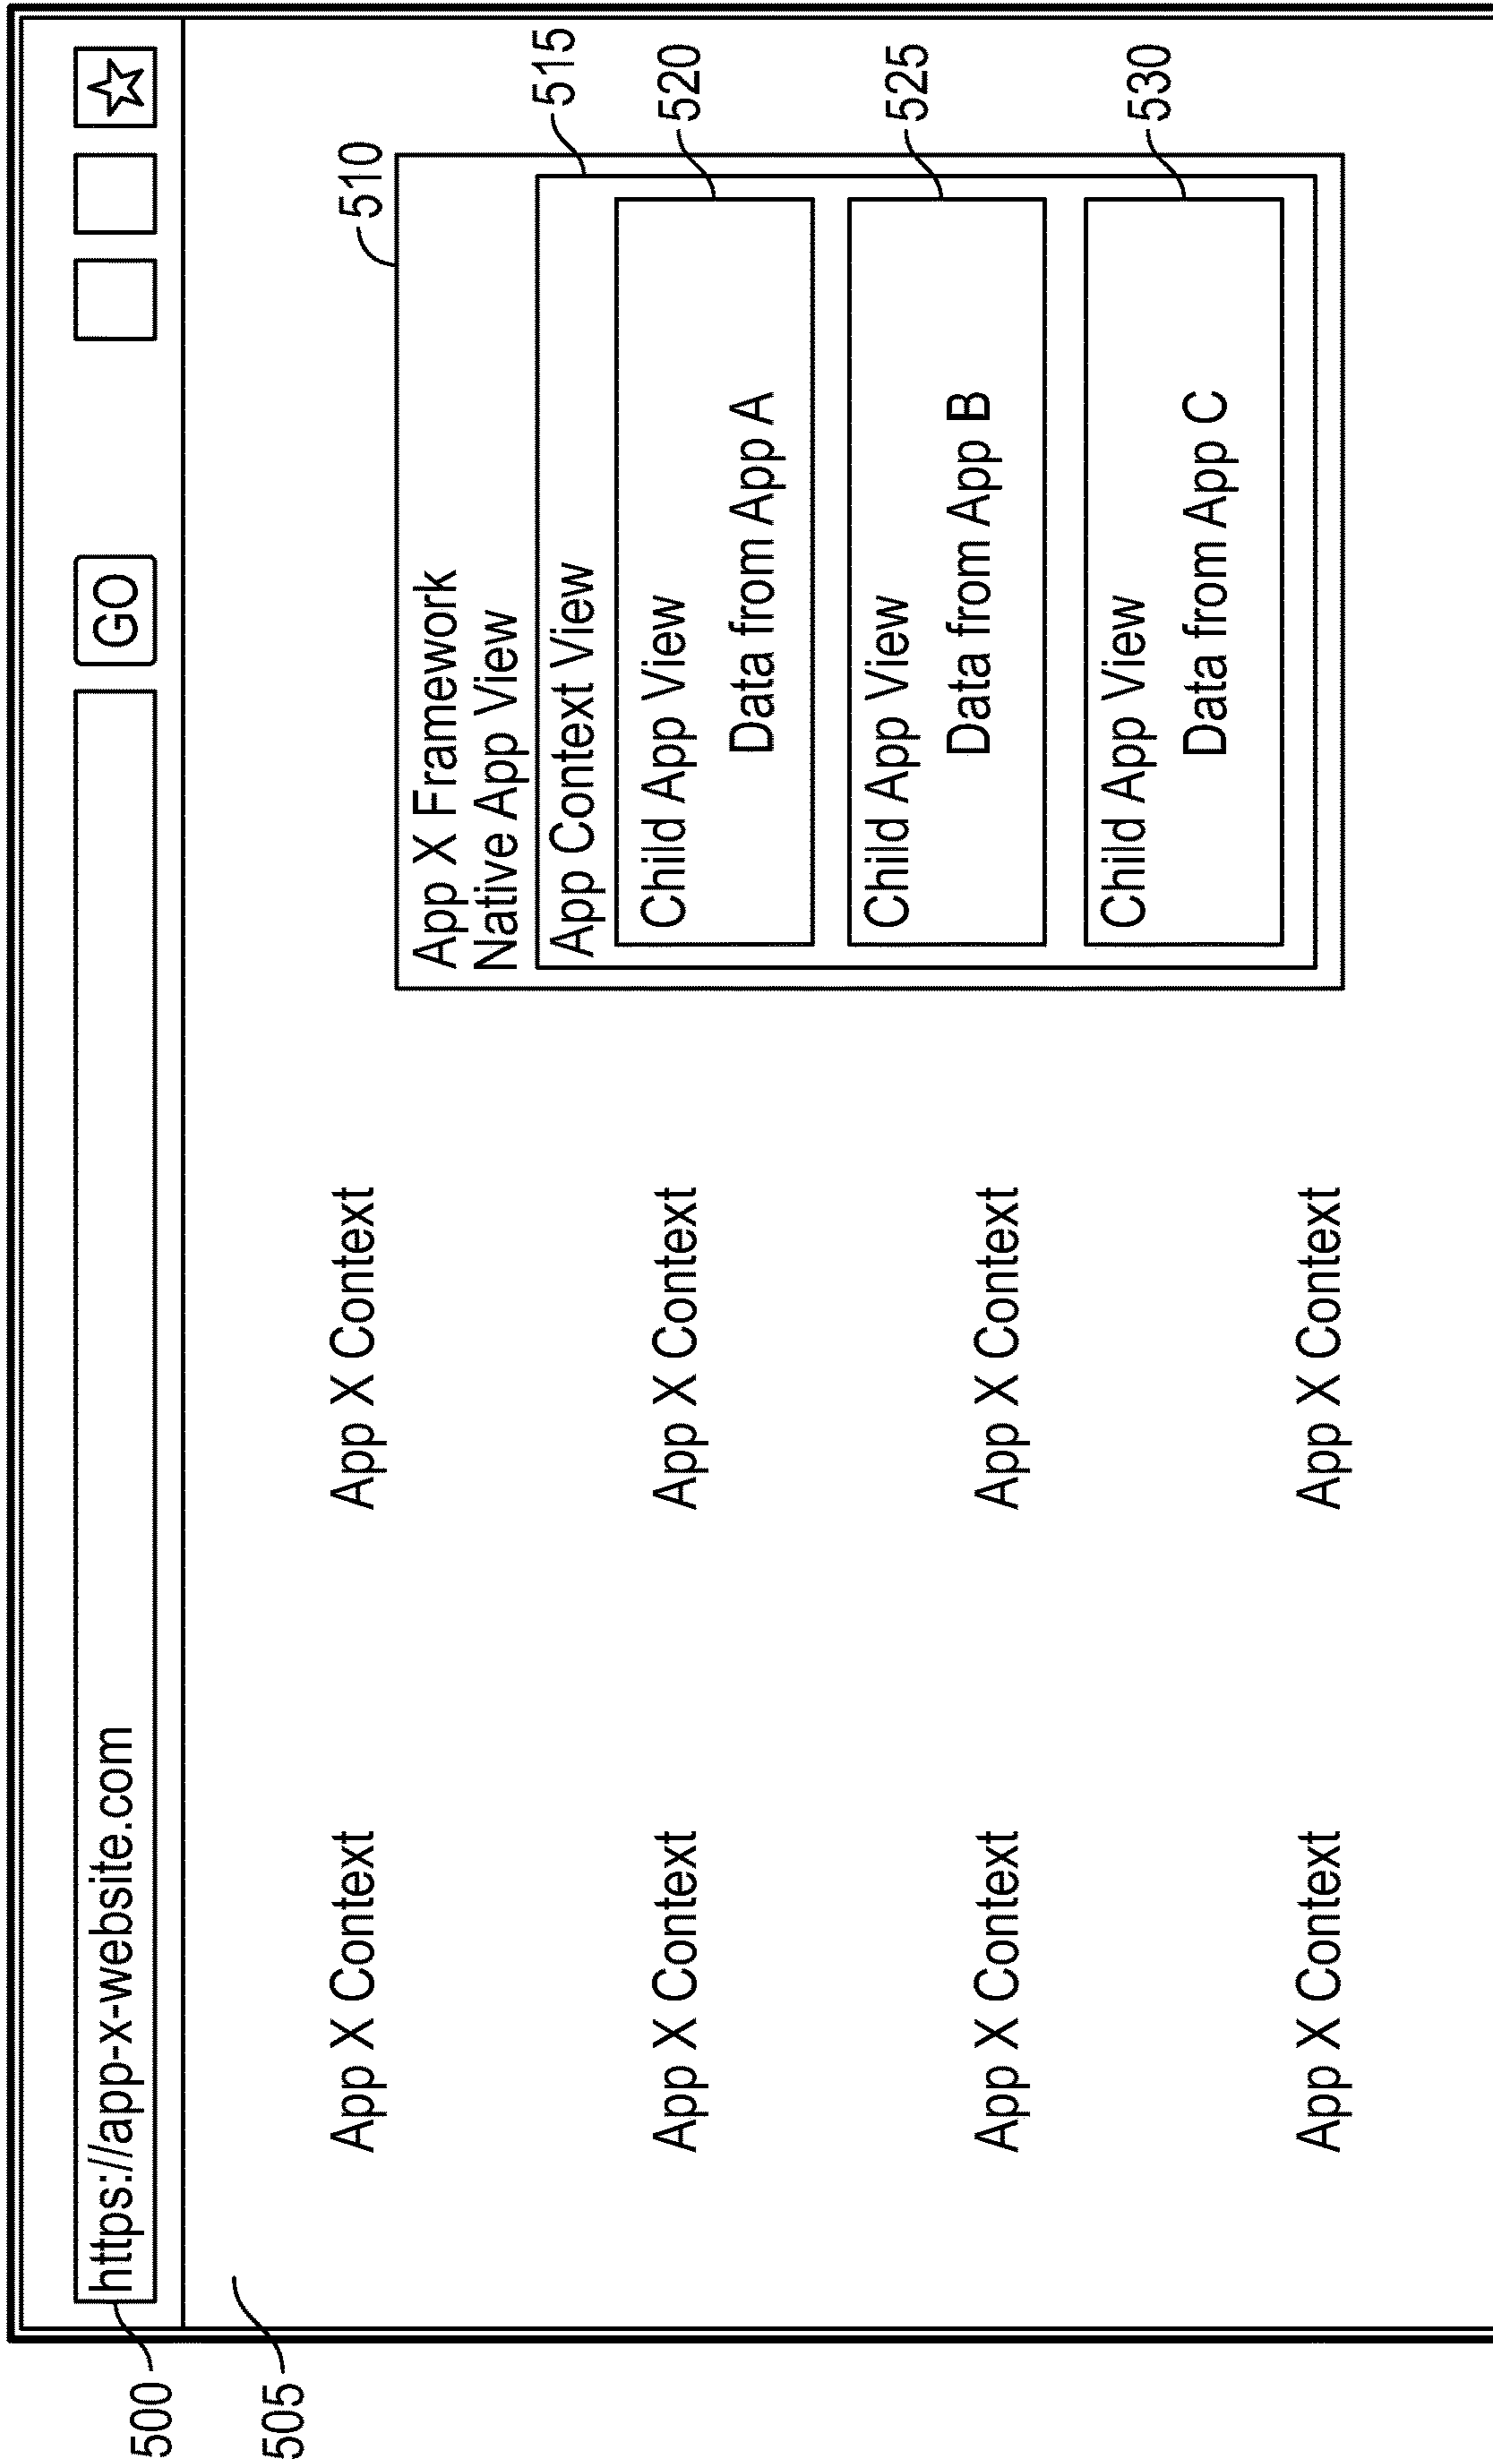 500
https://app-x-website.com
GO
505
App X Context
App X Context
App X Context
App X Context
App X Context
App X Context
App X Context
App X Context
510
App X Framework
Native App View
515
App Context View
520
Child App View
Data from App A
525
Child App View
Data from App B
530
Child App View
Data from App C